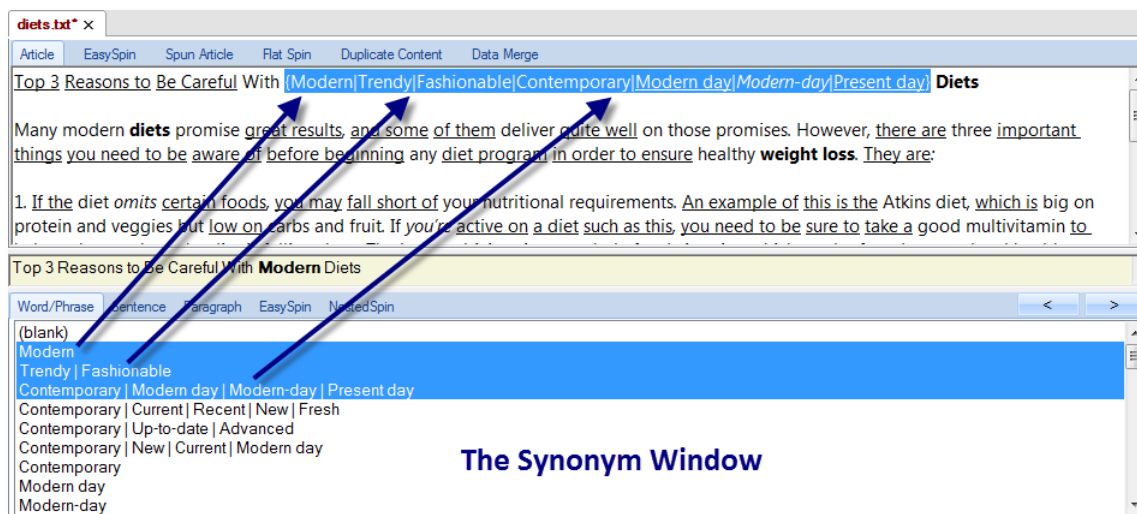 diets.txt* ×
Article EasySpin Spun Article Flat Spin Duplicate Content Data Merge
Top 3 Reasons to Be Careful With {Modern|Trendy|Fashionable|Contemporary|Modern day|Modern-day|Present day} Diets
Many modern diets promise great results, and some of them deliver quite well on those promises. However, there are three important
things you need to be aware of before beginning any diet program in order to ensure healthy weight loss. They are:
1. If the diet omits certain foods, you may fall short of your nutritional requirements. An example of this is the Atkins diet, which is big on
protein and veggies but low on carbs and fruit. If you're active on a diet such as this, you need to be sure to take a good multivitamin to
Top 3 Reasons to Be Careful With Modern Diets
Word/Phrase Sentence Paragraph EasySpin NestedSpin < >
(blank)
Modern
Trendy | Fashionable
Contemporary | Modern day | Modern-day | Present day
Contemporary | Current | Recent | New | Fresh
Contemporary | Up-to-date | Advanced
Contemporary | New | Current | Modern day
Contemporary
Modern day
Modern-day
The Synonym Window